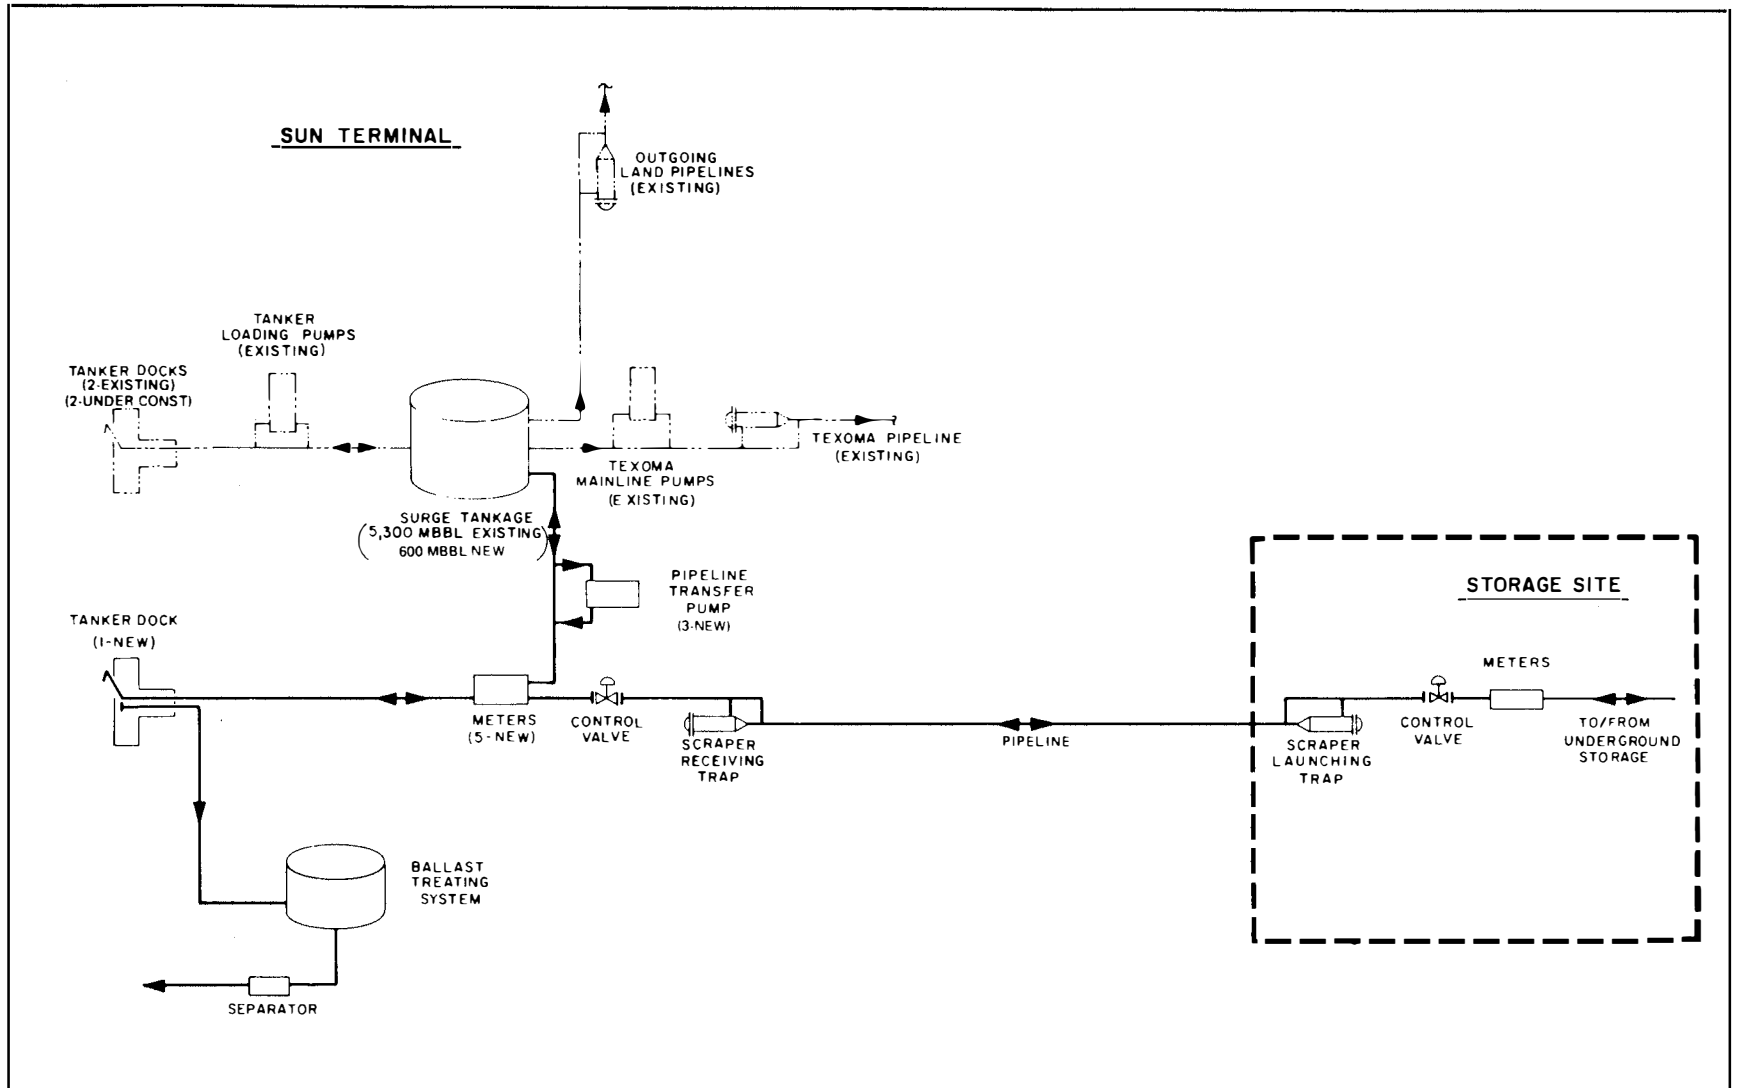 SUN TERMINAL
OUTGOING
LAND PIPELINES
(EXISTING)
TANKER
LOADING PUMPS
(EXISTING)
TANKER DOCKS
(2-EXISTING)
(2-UNDER CONST)
TEXOMA PIPELINE
(EXISTING)
TEXOMA
MAINLINE PUMPS
(EXISTING)
SURGE TANKAGE
(5,300 MBBL EXISTING
600 MBBL NEW)
PIPELINE
TRANSFER
PUMP
(3-NEW)
STORAGE SITE
TANKER DOCK
(1-NEW)
METERS
METERS
(5-NEW)
CONTROL
VALVE
SCRAPER
RECEIVING
TRAP
PIPELINE
SCRAPER
LAUNCHING
TRAP
CONTROL
VALVE
TO/FROM
UNDERGROUND
STORAGE
BALLAST
TREATING
SYSTEM
SEPARATOR